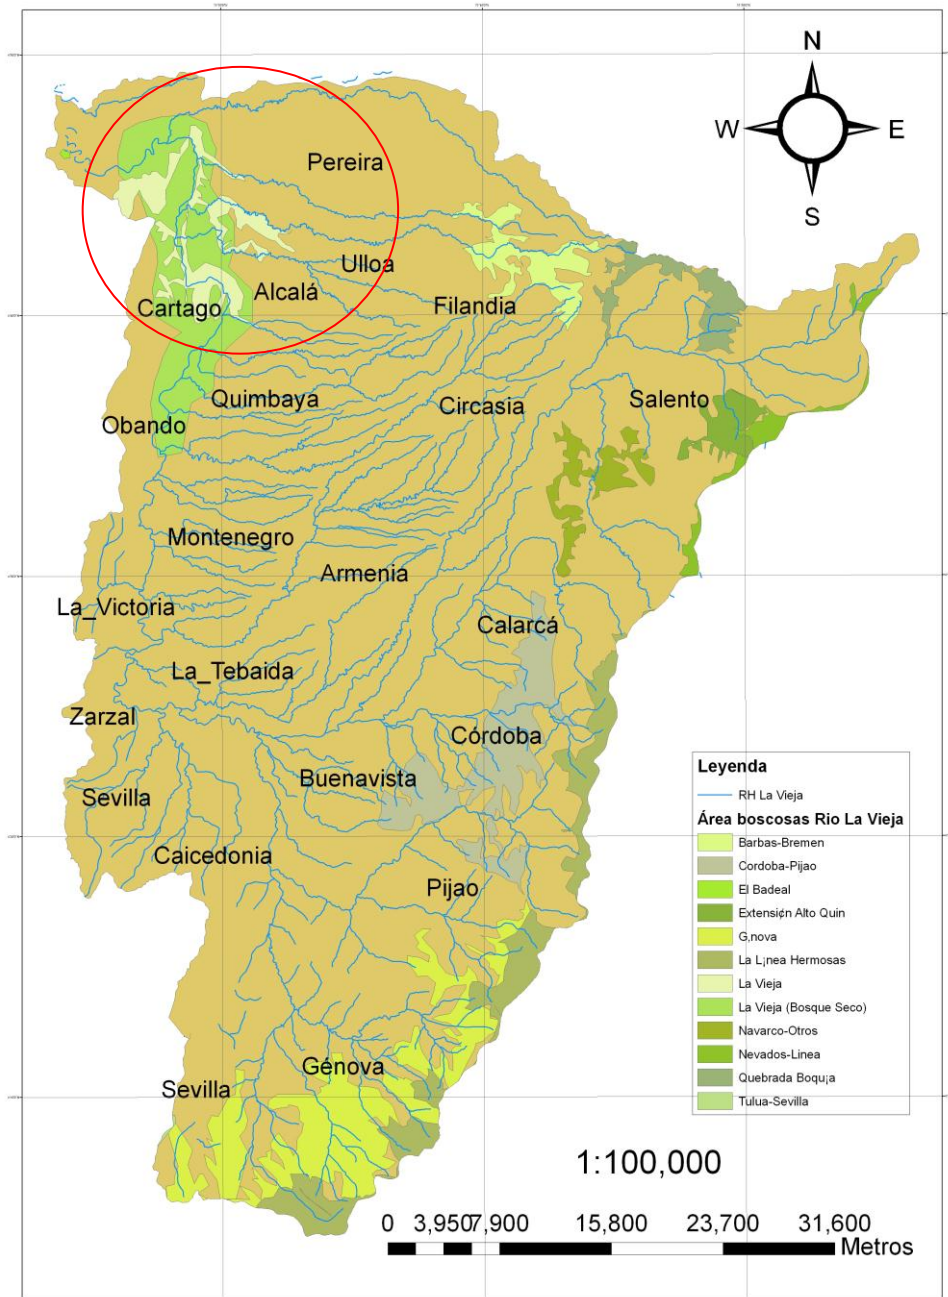 N
W E
S
Pereira
Ulloa
Alcalá
Filandia
Cartago
Quimbaya
Circasia
Salento
Obando
Montenegro
Armenia
La_Victoria
Calarcá
La_Tebaida
Zarzal
Córdoba
Buenavista
Sevilla
Caicedonia
Pijao
Génova
Sevilla
Leyenda
RH La Vieja
Área boscosas Rio La Vieja
Barbas-Bremen
Cordoba-Pijao
El Badeal
Extensi¢n Alto Quin
G‚nova
La L¡nea Hermosas
La Vieja
La Vieja (Bosque Seco)
Navarco-Otros
Nevados-Linea
Quebrada Boqu¡a
Tulua-Sevilla
1:100,000
0 3,950 7,900 15,800 23,700 31,600
Metros